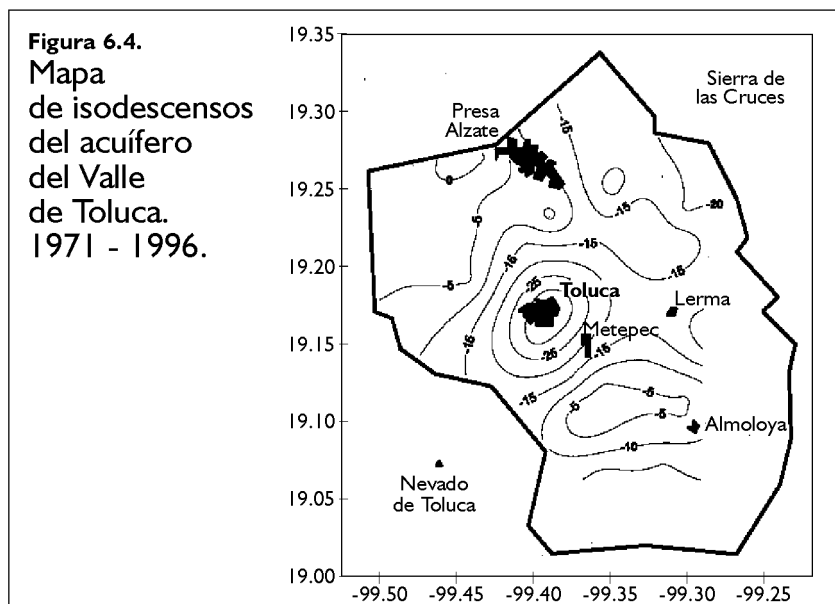 Figura 6.4.
Mapa
de isodescensos
del acuífero
del Valle
de Toluca.
1971 - 1996.
19.35
19.30
19.25
19.20
19.15
19.10
19.05
19.00
-99.50
-99.45
-99.40
-99.35
-99.30
-99.25
Sierra de
las Cruces
Presa
Alzate
-15
0
-5
-20
-15
-15
-15
-5
-25
Toluca
Lerma
Metepec
-15
-25
-15
-15
-5
-5
-5
Almoloya
-10
Nevado
de Toluca